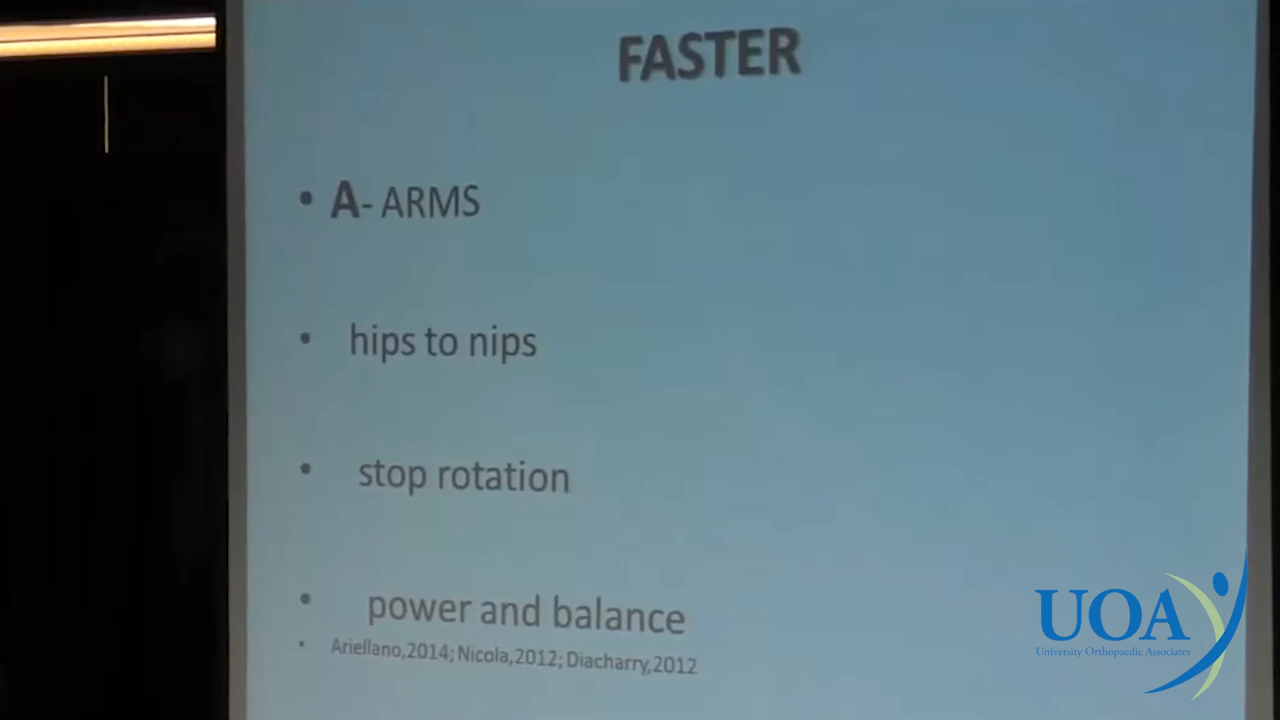 FASTER
• A- ARMS
• hips to nips
• stop rotation
• power and balance
• Ariellano,2014; Nicola,2012; Diacharry,2012
UOA
University Orthopaedic Associates